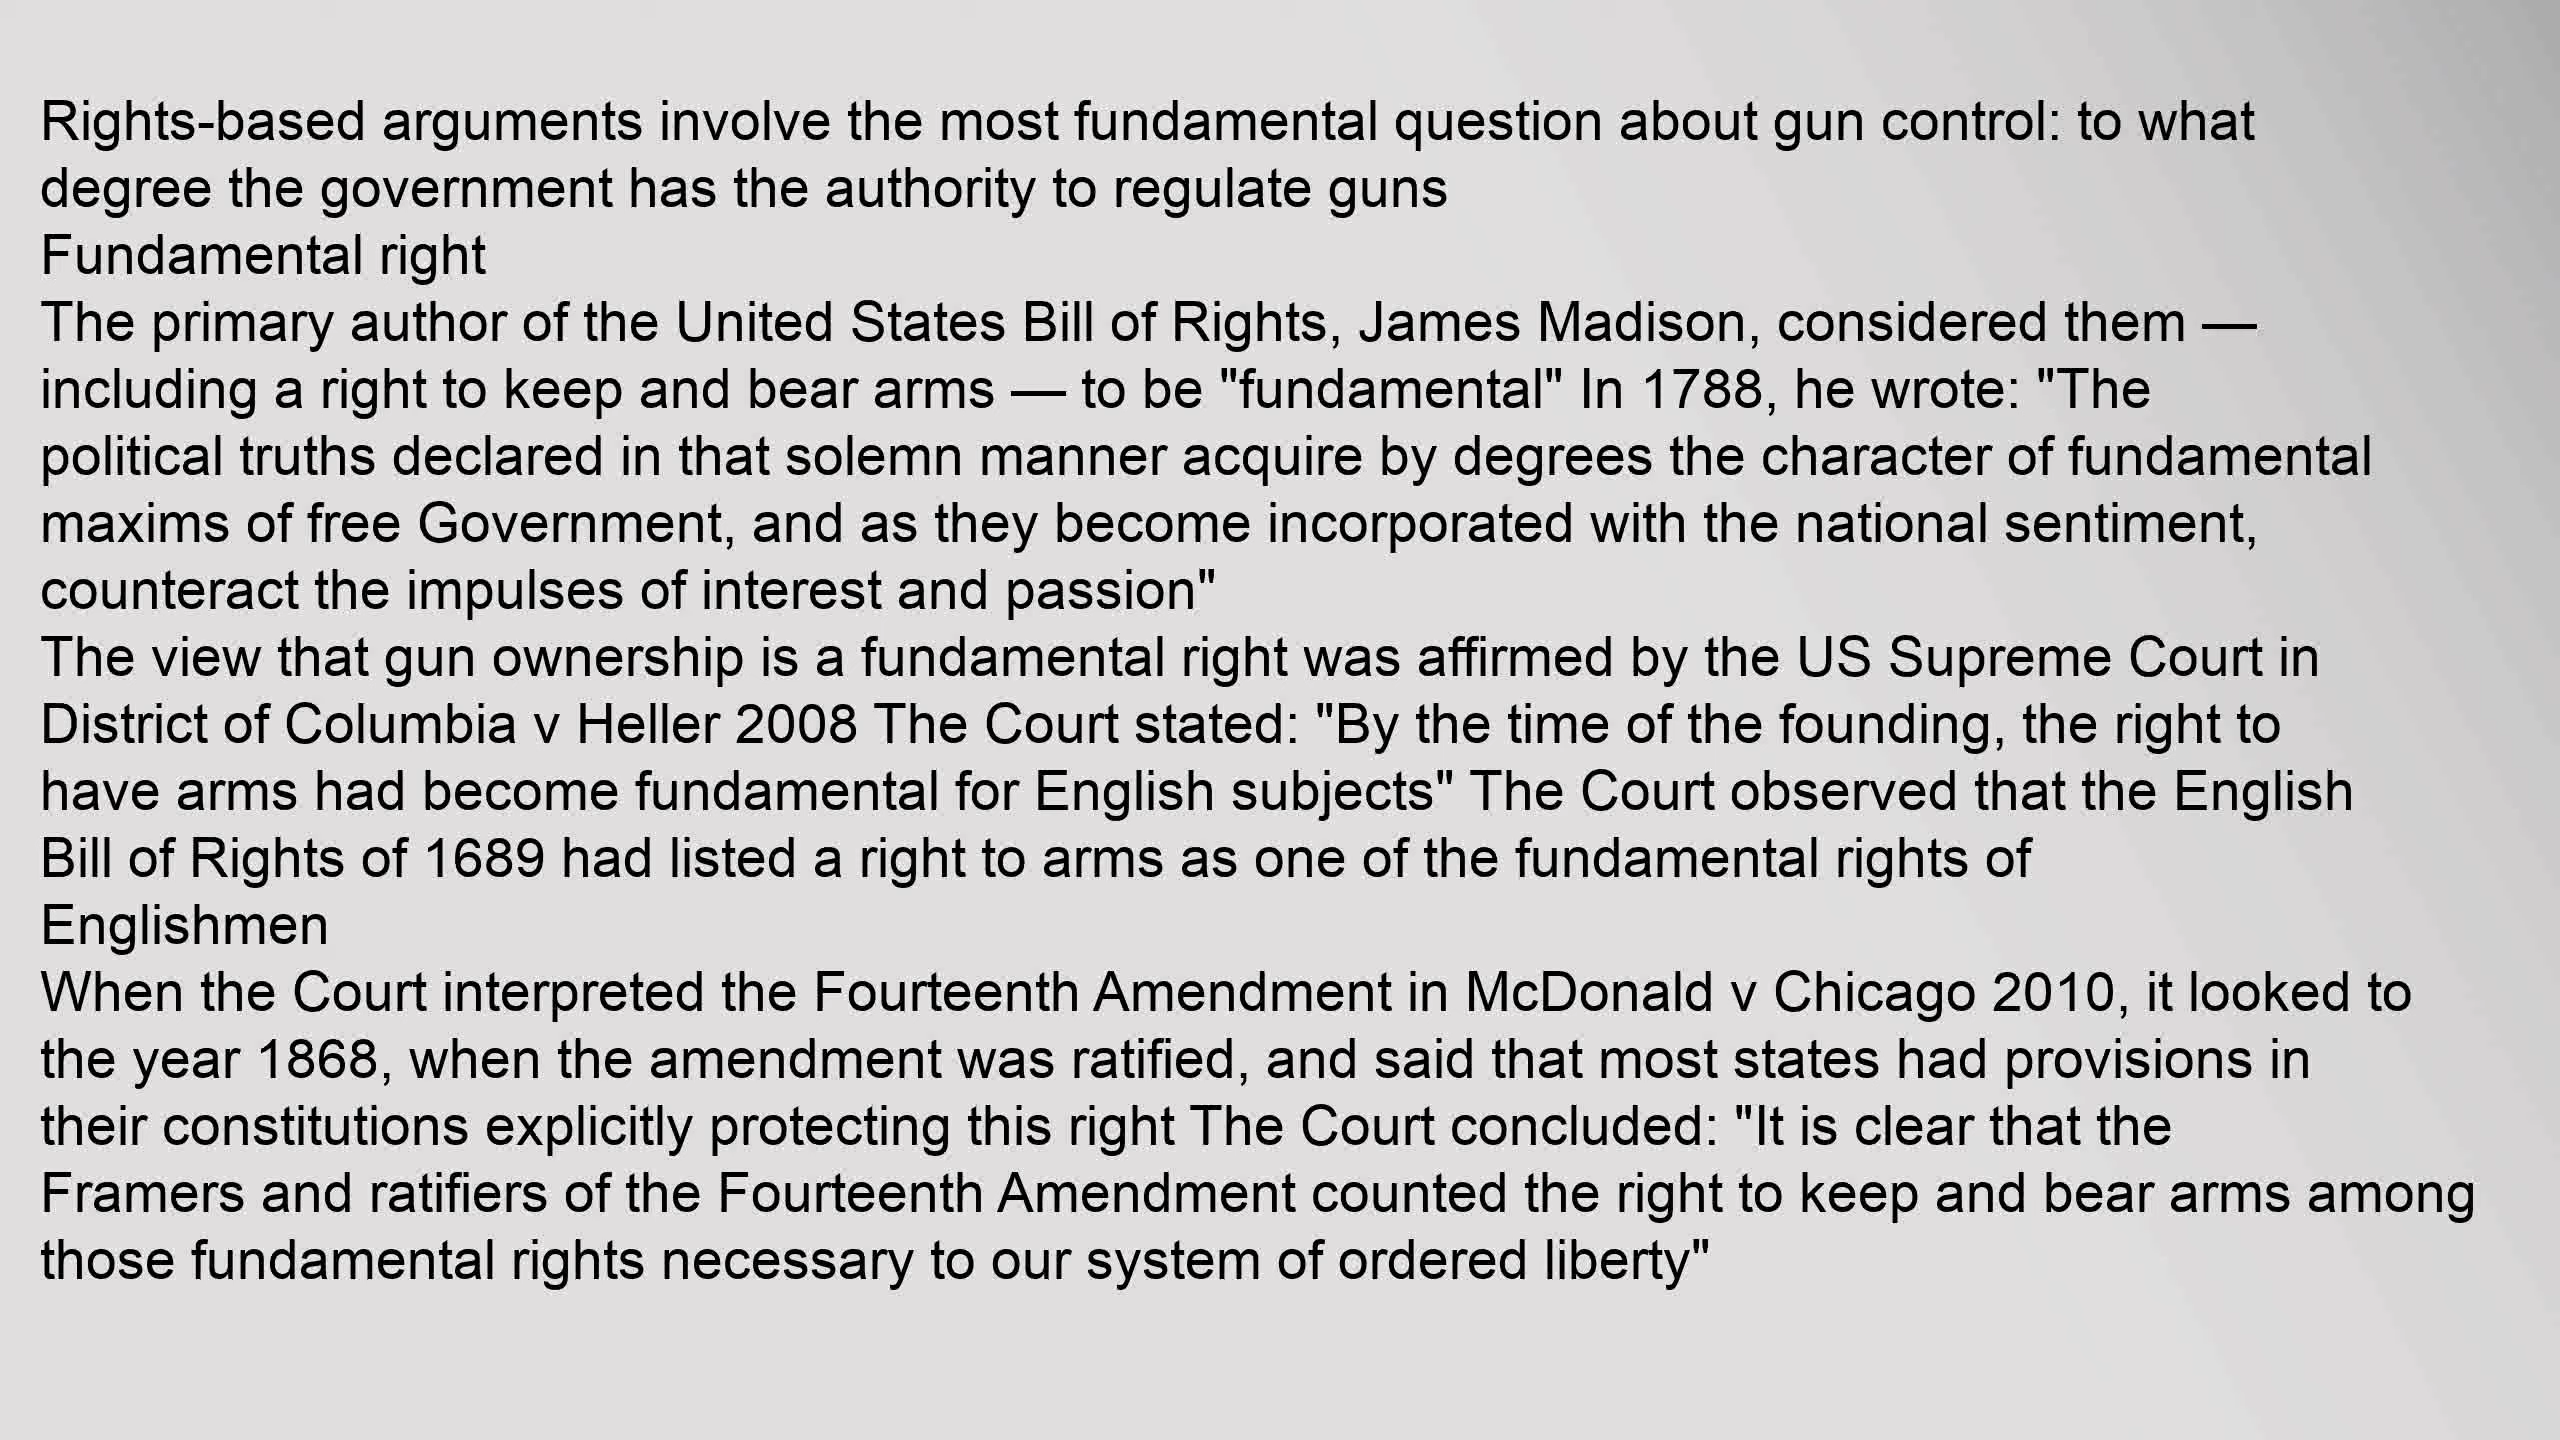 Rights-based arguments involve the most fundamental question about gun control: to what
degree the government has the authority to regulate guns
Fundamental right
The primary author of the United States Bill of Rights, James Madison, considered them —
including a right to keep and bear arms — to be "fundamental" In 1788, he wrote: "The
political truths declared in that solemn manner acquire by degrees the character of fundamental
maxims of free Government, and as they become incorporated with the national sentiment,
counteract the impulses of interest and passion"
The view that gun ownership is a fundamental right was affirmed by the US Supreme Court in
District of Columbia v Heller 2008 The Court stated: "By the time of the founding, the right to
have arms had become fundamental for English subjects" The Court observed that the English
Bill of Rights of 1689 had listed a right to arms as one of the fundamental rights of
Englishmen
When the Court interpreted the Fourteenth Amendment in McDonald v Chicago 2010, it looked to
the year 1868, when the amendment was ratified, and said that most states had provisions in
their constitutions explicitly protecting this right The Court concluded: "It is clear that the
Framers and ratifiers of the Fourteenth Amendment counted the right to keep and bear arms among
those fundamental rights necessary to our system of ordered liberty"